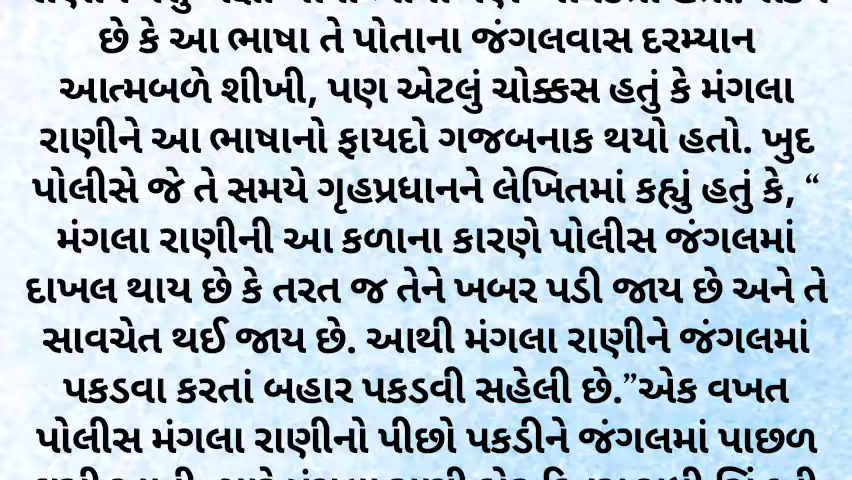 છે કે આ ભાષા તે પોતાના જંગલવાસ દરમ્યાન
આત્મબળે શીખી, પણ એટલું ચોક્કસ હતું કે મંગલા
રાણીને આ ભાષાનો ફાયદો ગજબનાક થયો હતો. ખુદ
પોલીસે જે તે સમયે ગૃહપ્રધાનને લેખિતમાં કહ્યું હતું કે, “
મંગલા રાણીની આ કળાના કારણે પોલીસ જંગલમાં
દાખલ થાય છે કે તરત જ તેને ખબર પડી જાય છે અને તે
સાવચેત થઈ જાય છે. આથી મંગલા રાણીને જંગલમાં
પકડવા કરતાં બહાર પકડવી સહેલી છે.”એક વખત
પોલીસ મંગલા રાણીનો પીછો પકડીને જંગલમાં પાછળ